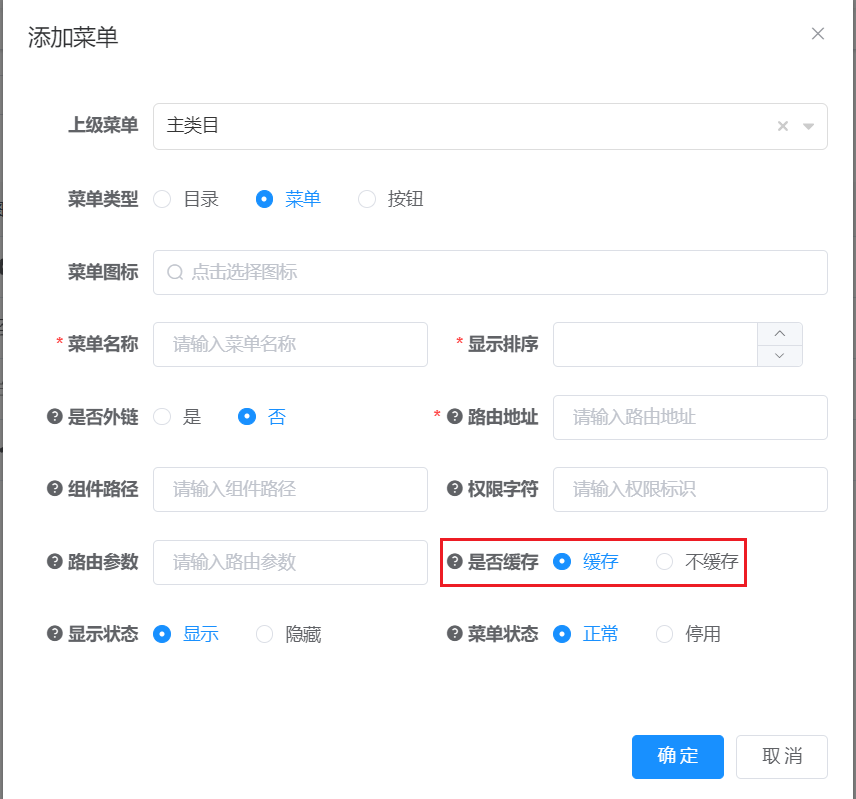 添加菜单
上级菜单 主类目
菜单类型 目录 菜单 按钮
菜单图标 点击选择图标
* 菜单名称 请输入菜单名称 * 显示排序
是否外链 是 否 * 路由地址 请输入路由地址
组件路径 请输入组件路径 权限字符 请输入权限标识
路由参数 请输入路由参数 是否缓存 缓存 不缓存
显示状态 显示 隐藏 菜单状态 正常 停用
确 定 取 消